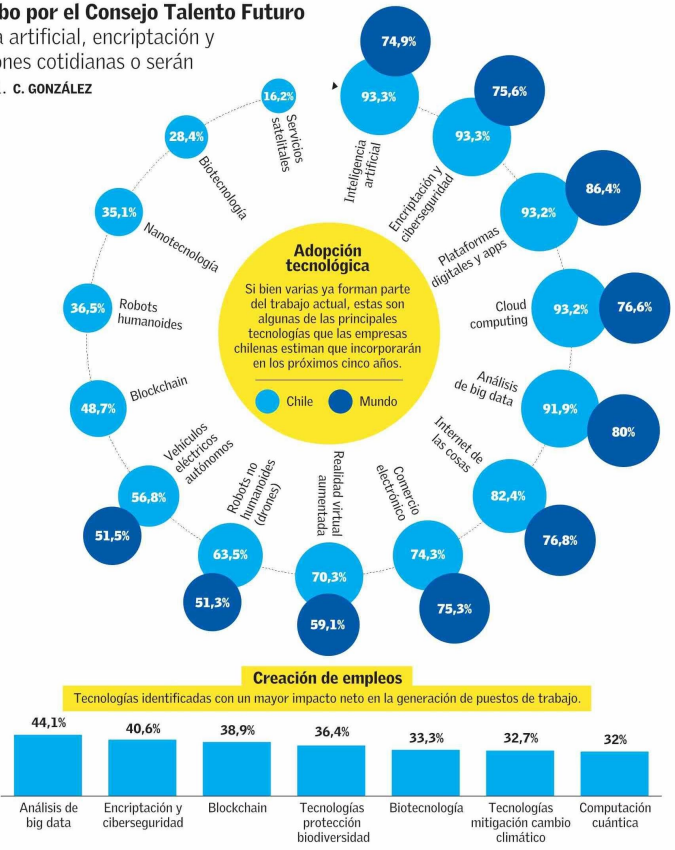 bo por el Consejo Talento Futuro
a artificial, encriptación y
ones cotidianas o serán
C. GONZÁLEZ
74,9%
93,3%
Inteligencia
artificial
75,6%
93,3%
Encriptación y
ciberseguridad
86,4%
93,2%
Plataformas
digitales y apps
76,6%
93,2%
Cloud
computing
80%
91,9%
Análisis
de big data
76,8%
82,4%
Internet de
las cosas
75,3%
74,3%
Comercio
electrónico
59,1%
70,3%
Realidad virtual
aumentada
51,3%
63,5%
Robots no
humanoides
(drones)
51,5%
56,8%
Vehículos
eléctricos
autónomos
48,7%
Blockchain
36,5%
Robots
humanoides
35,1%
Nanotecnología
28,4%
Biotecnología
16,2%
Servicios
satelitales
Adopción
tecnológica
Si bien varias ya forman parte
del trabajo actual, estas son
algunas de las principales
tecnologías que las empresas
chilenas estiman que incorporarán
en los próximos cinco años.
Chile
Mundo
Creación de empleos
Tecnologías identificadas con un mayor impacto neto en la generación de puestos de trabajo.
44,1%
40,6%
38,9%
36,4%
33,3%
32,7%
32%
Análisis de
big data
Encriptación y
ciberseguridad
Blockchain
Tecnologías
protección
biodiversidad
Biotecnología
Tecnologías
mitigación cambio
climático
Computación
cuántica